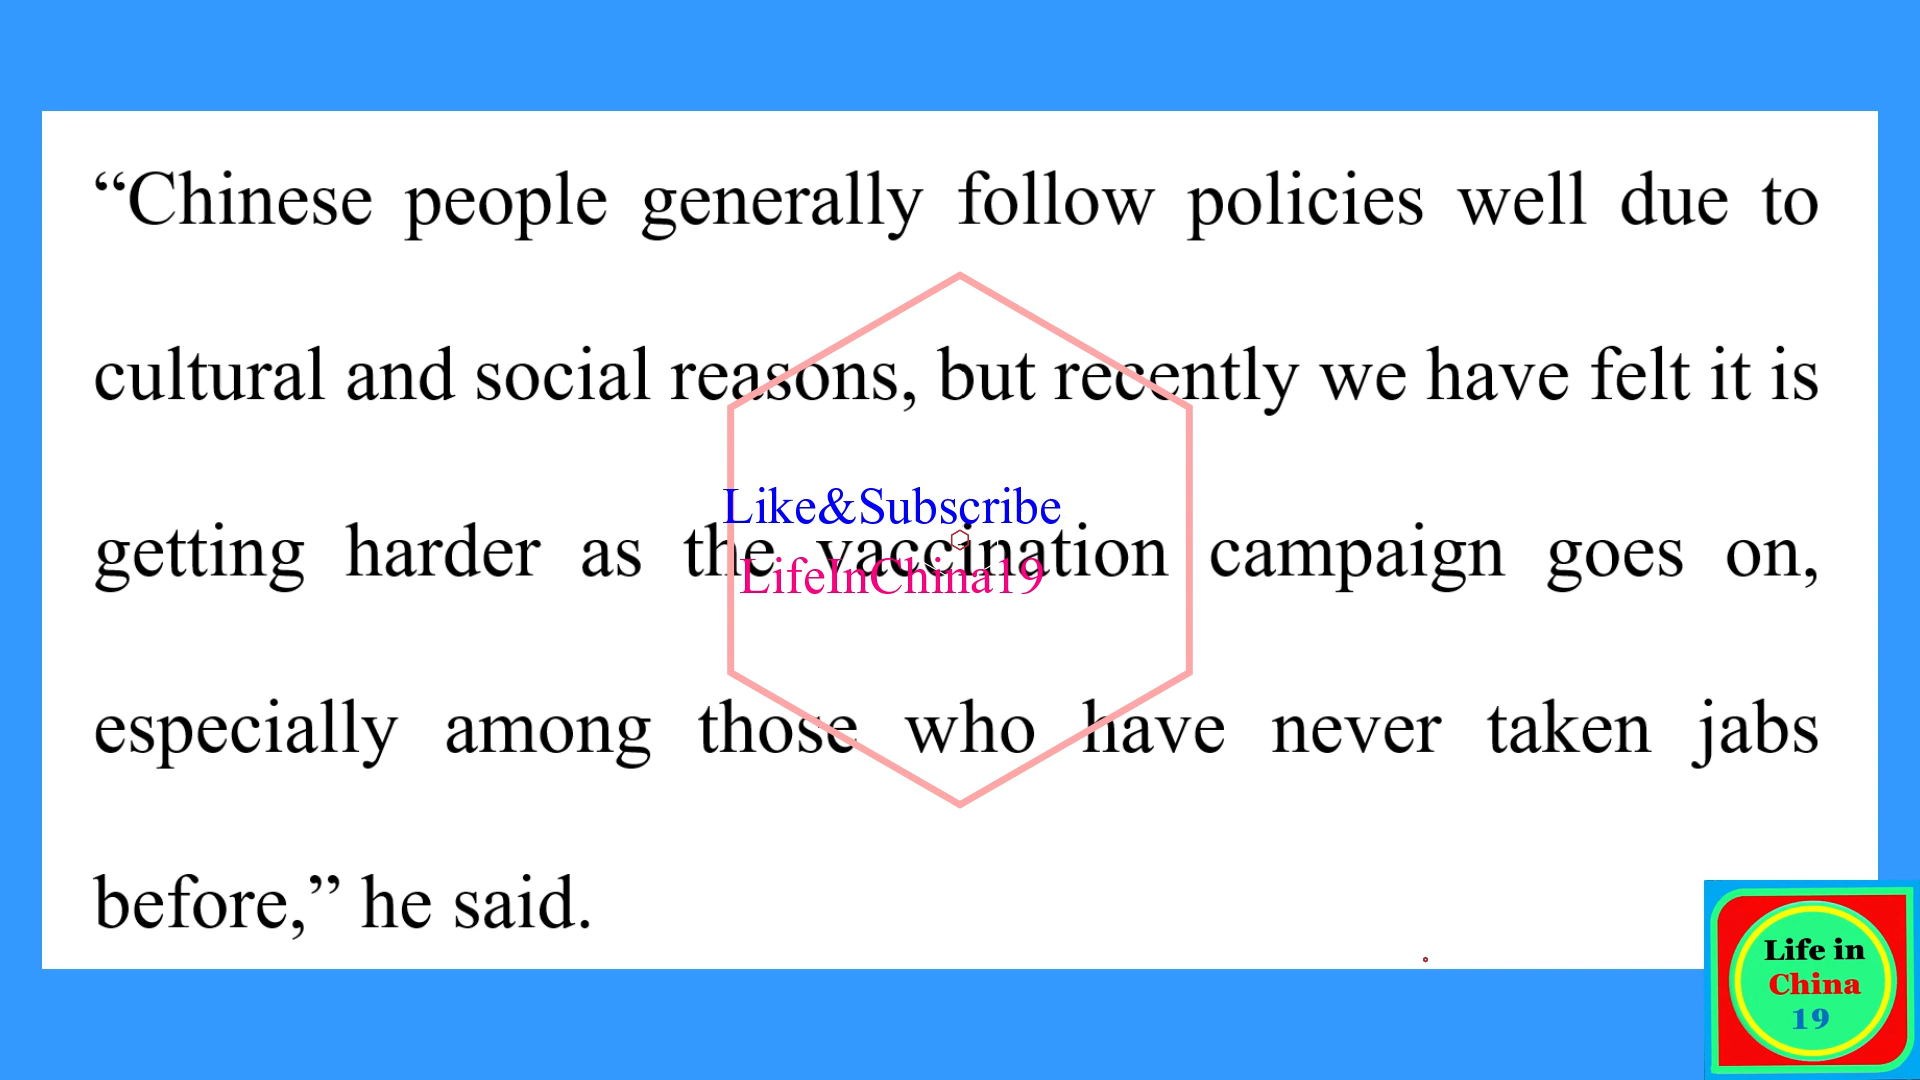 “Chinese people generally follow policies well due to
cultural and social reasons, but recently we have felt it is
Like&Subscribe
getting harder as the vaccination campaign goes on,
LifeInChina19
especially among those who have never taken jabs
before,” he said.
Life in
China
19